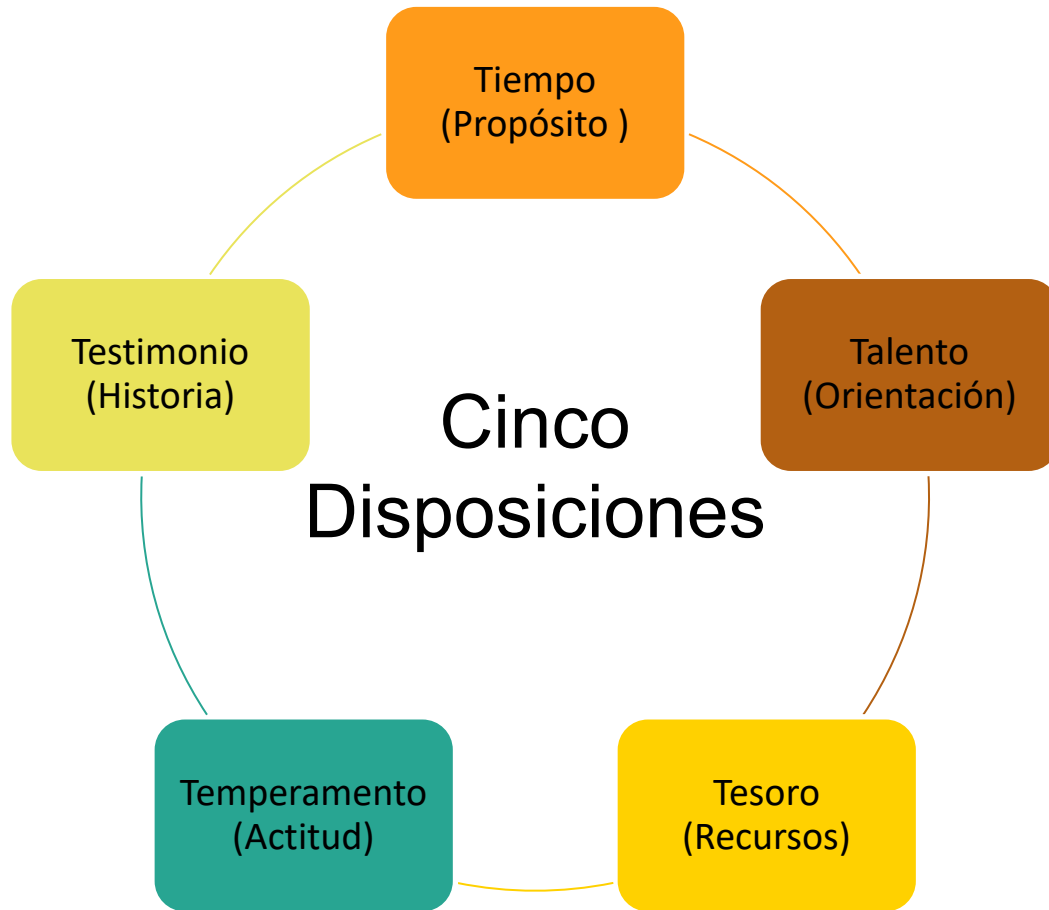 Tiempo
(Propósito )
Talento
(Orientación)
Tesoro
(Recursos)
Temperamento
(Actitud)
Testimonio
(Historia)
Cinco
Disposiciones